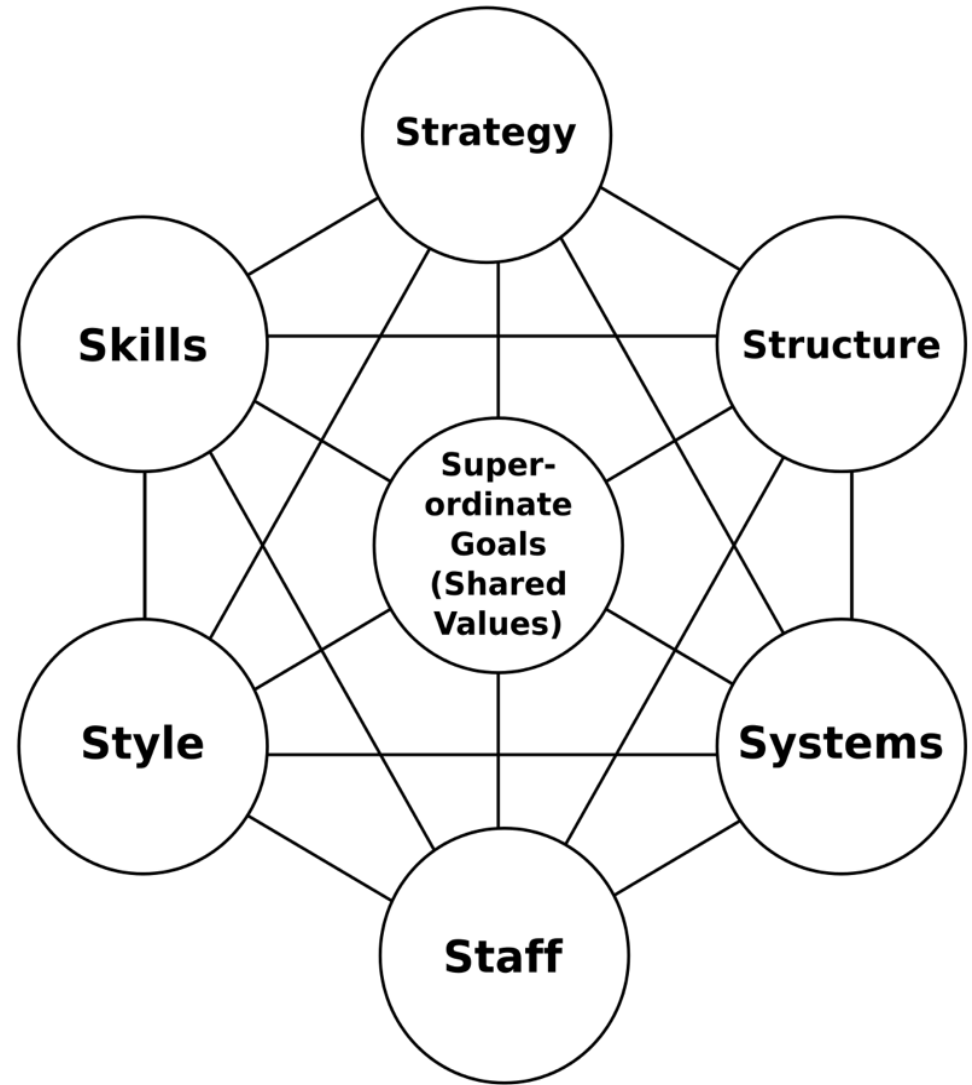 Strategy
Skills
Structure
Super-
ordinate
Goals
(Shared
Values)
Style
Systems
Staff